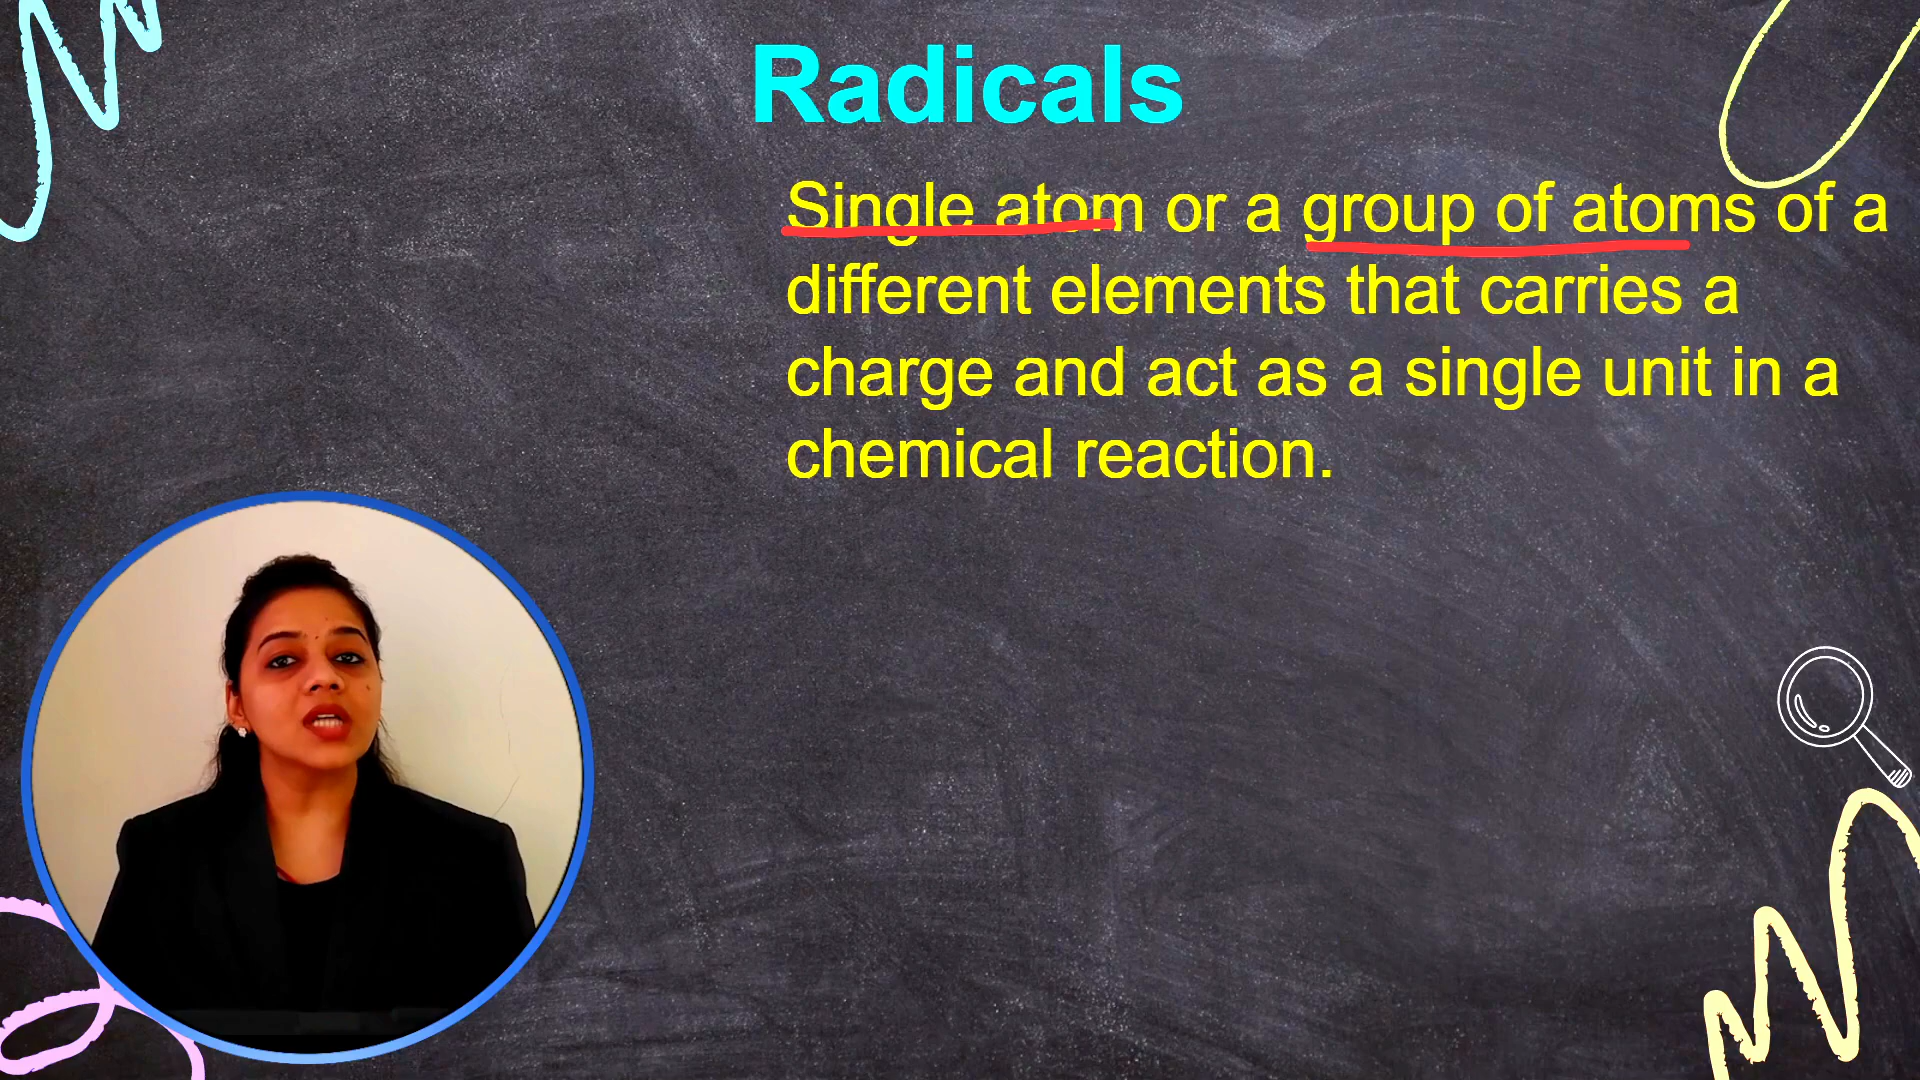 Radicals
Single atom or a group of atoms of a
different elements that carries a
charge and act as a single unit in a
chemical reaction.